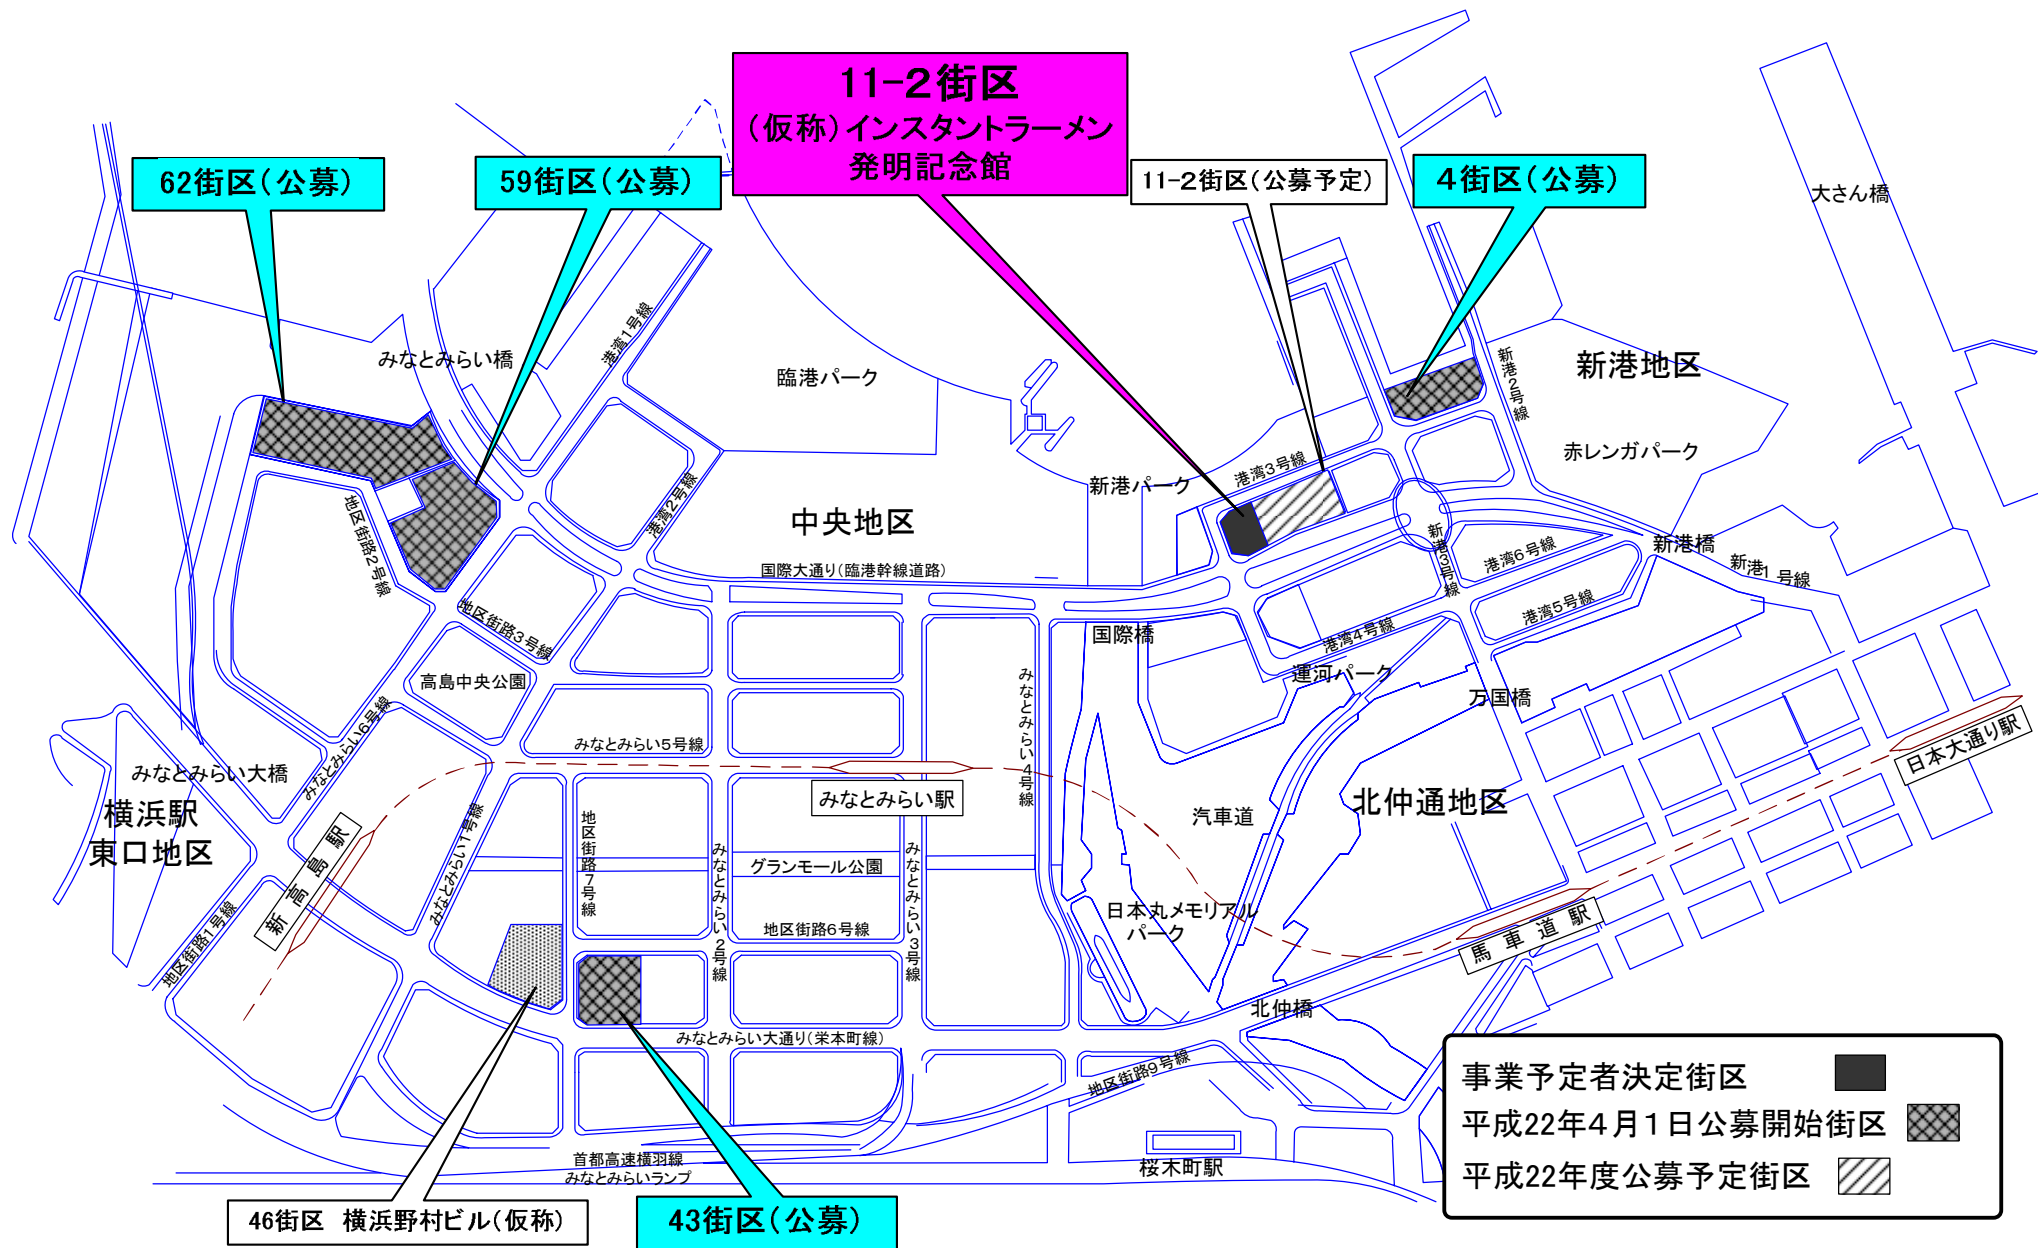 11-2街区
(仮称)インスタントラーメン
発明記念館
62街区(公募)
59街区(公募)
11-2街区(公募予定)
4街区(公募)
大さん橋
港湾1号線
みなとみらい橋
臨港パーク
新港2号線
新港地区
赤レンガパーク
港湾3号線
新港パーク
港湾2号線
地区街路2号線
中央地区
新港3号線
港湾6号線
新港橋
新港1号線
国際大通り(臨港幹線道路)
地区街路3号線
港湾5号線
国際橋
港湾4号線
運河パーク
万国橋
高島中央公園
みなとみらい6号線
みなとみらい4号線
みなとみらい5号線
日本大通り駅
みなとみらい大橋
みなとみらい駅
横浜駅
東口地区
北仲通地区
汽車道
みなとみらい1号線
地区街路7号線
新高島駅
みなとみらい2号線
グランモール公園
みなとみらい3号線
日本丸メモリアル
パーク
地区街路6号線
馬車道駅
地区街路1号線
北仲橋
みなとみらい大通り(栄本町線)
地区街路9号線
首都高速横羽線
みなとみらいランプ
桜木町駅
46街区 横浜野村ビル(仮称)
43街区(公募)
事業予定者決定街区
平成22年4月1日公募開始街区
平成22年度公募予定街区